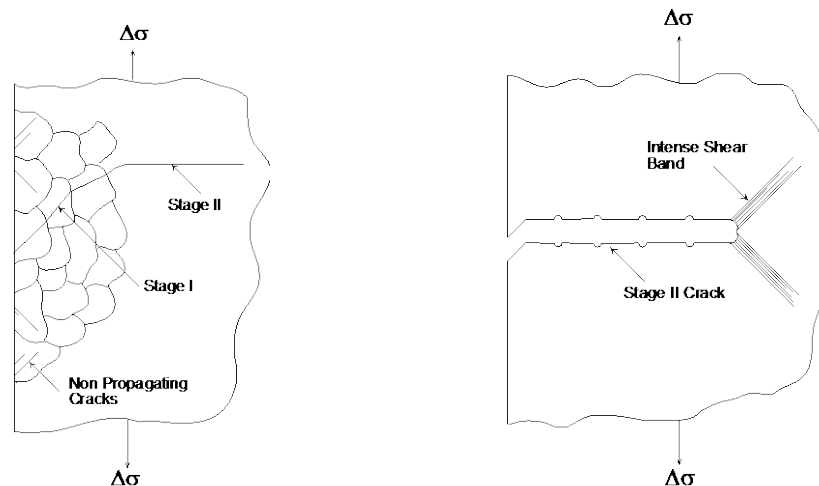 Δσ
Stage II
Stage I
Non Propagating
Cracks
Δσ
Δσ
Intense Shear
Band
Stage II Crack
Δσ